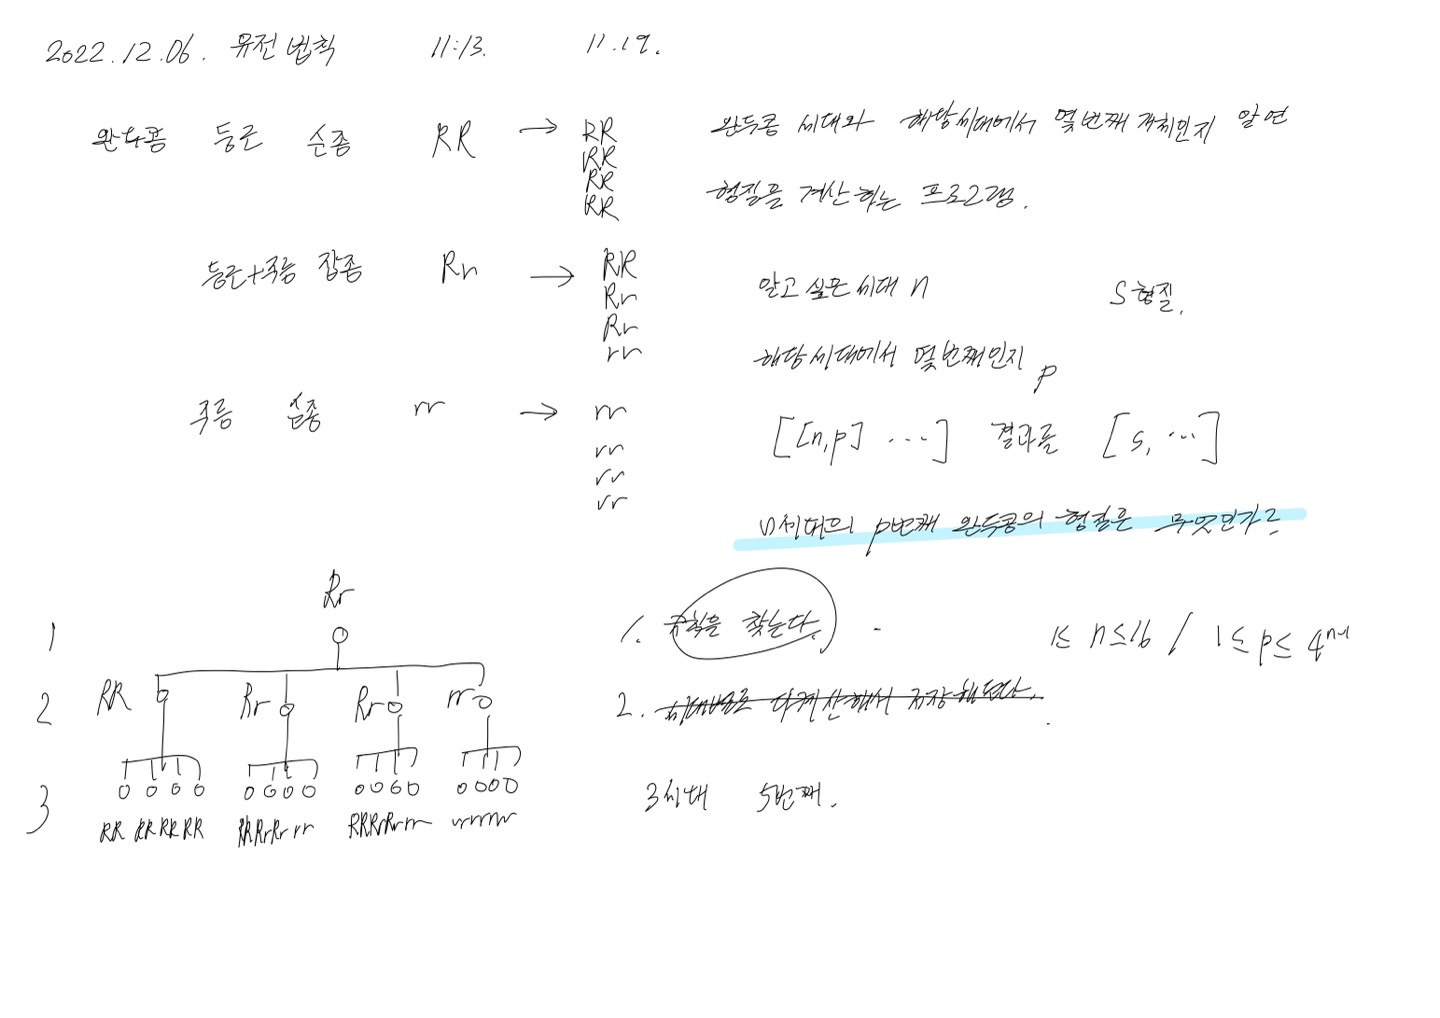 2022.12.06. 유전법칙 11:13. 11.19.
완두콩 둥근 순종 RR → RR
RR
RR
RR
둥근+주름 잡종 Rr → RR
Rr
Rr
rr
주름 순종 rr → rr
rr
rr
rr
완두콩 세대와 해당세대에서 몇번째 개체인지 알면
형질을 계산하는 프로그램.
알고 싶은 세대 n S형질.
해당 세대에서 몇 번째인지 p
[[n,p] ...] 결과를 [s, ...]
n세대의 p번째 완두콩의 형질은 무엇인가?
1. 규칙을 찾는다. 1≤ n≤16 / 1≤ p≤ 4ⁿ⁻¹
2. 세대별로 다 계산해서 저장해둔다.
3세대 5번째.
Rr
1
2 RR Rr Rr rr
3
RR RR RR RR RR Rr Rr rr RR Rr Rr rr rr rr rr rr